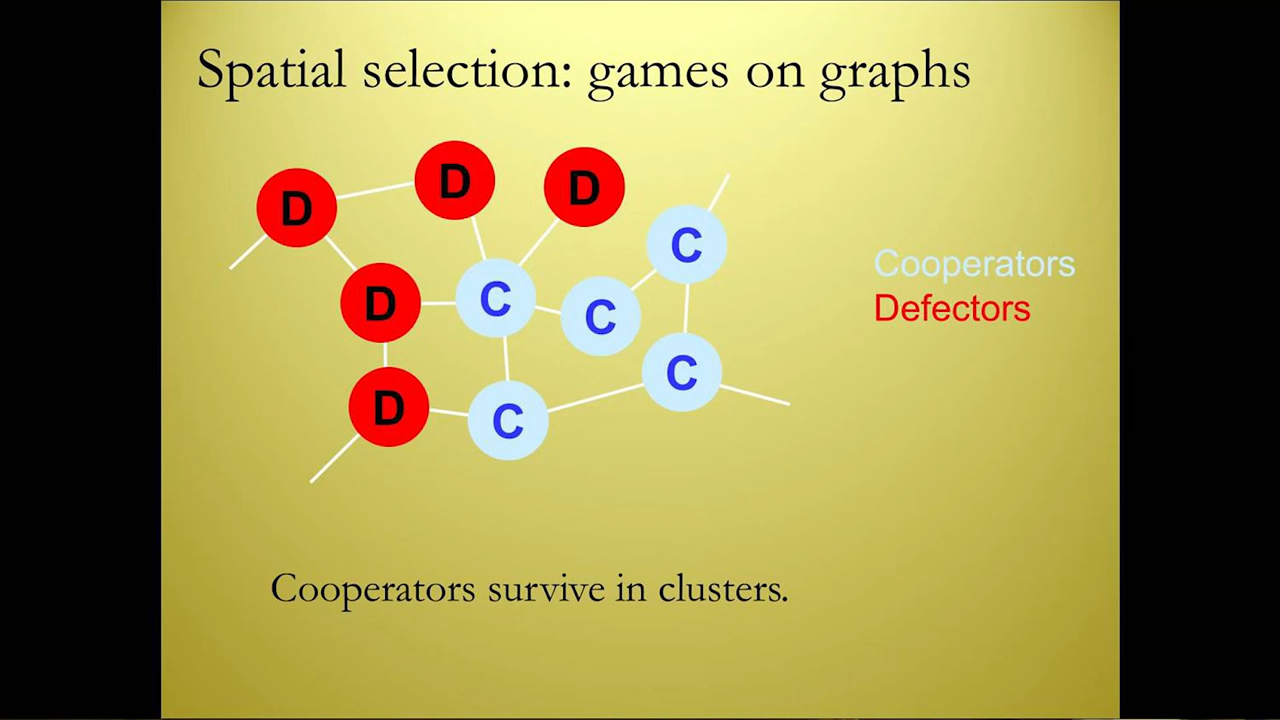 Spatial selection: games on graphs
D
D
D
C
D
C
C
C
D
C
Cooperators
Defectors
Cooperators survive in clusters.